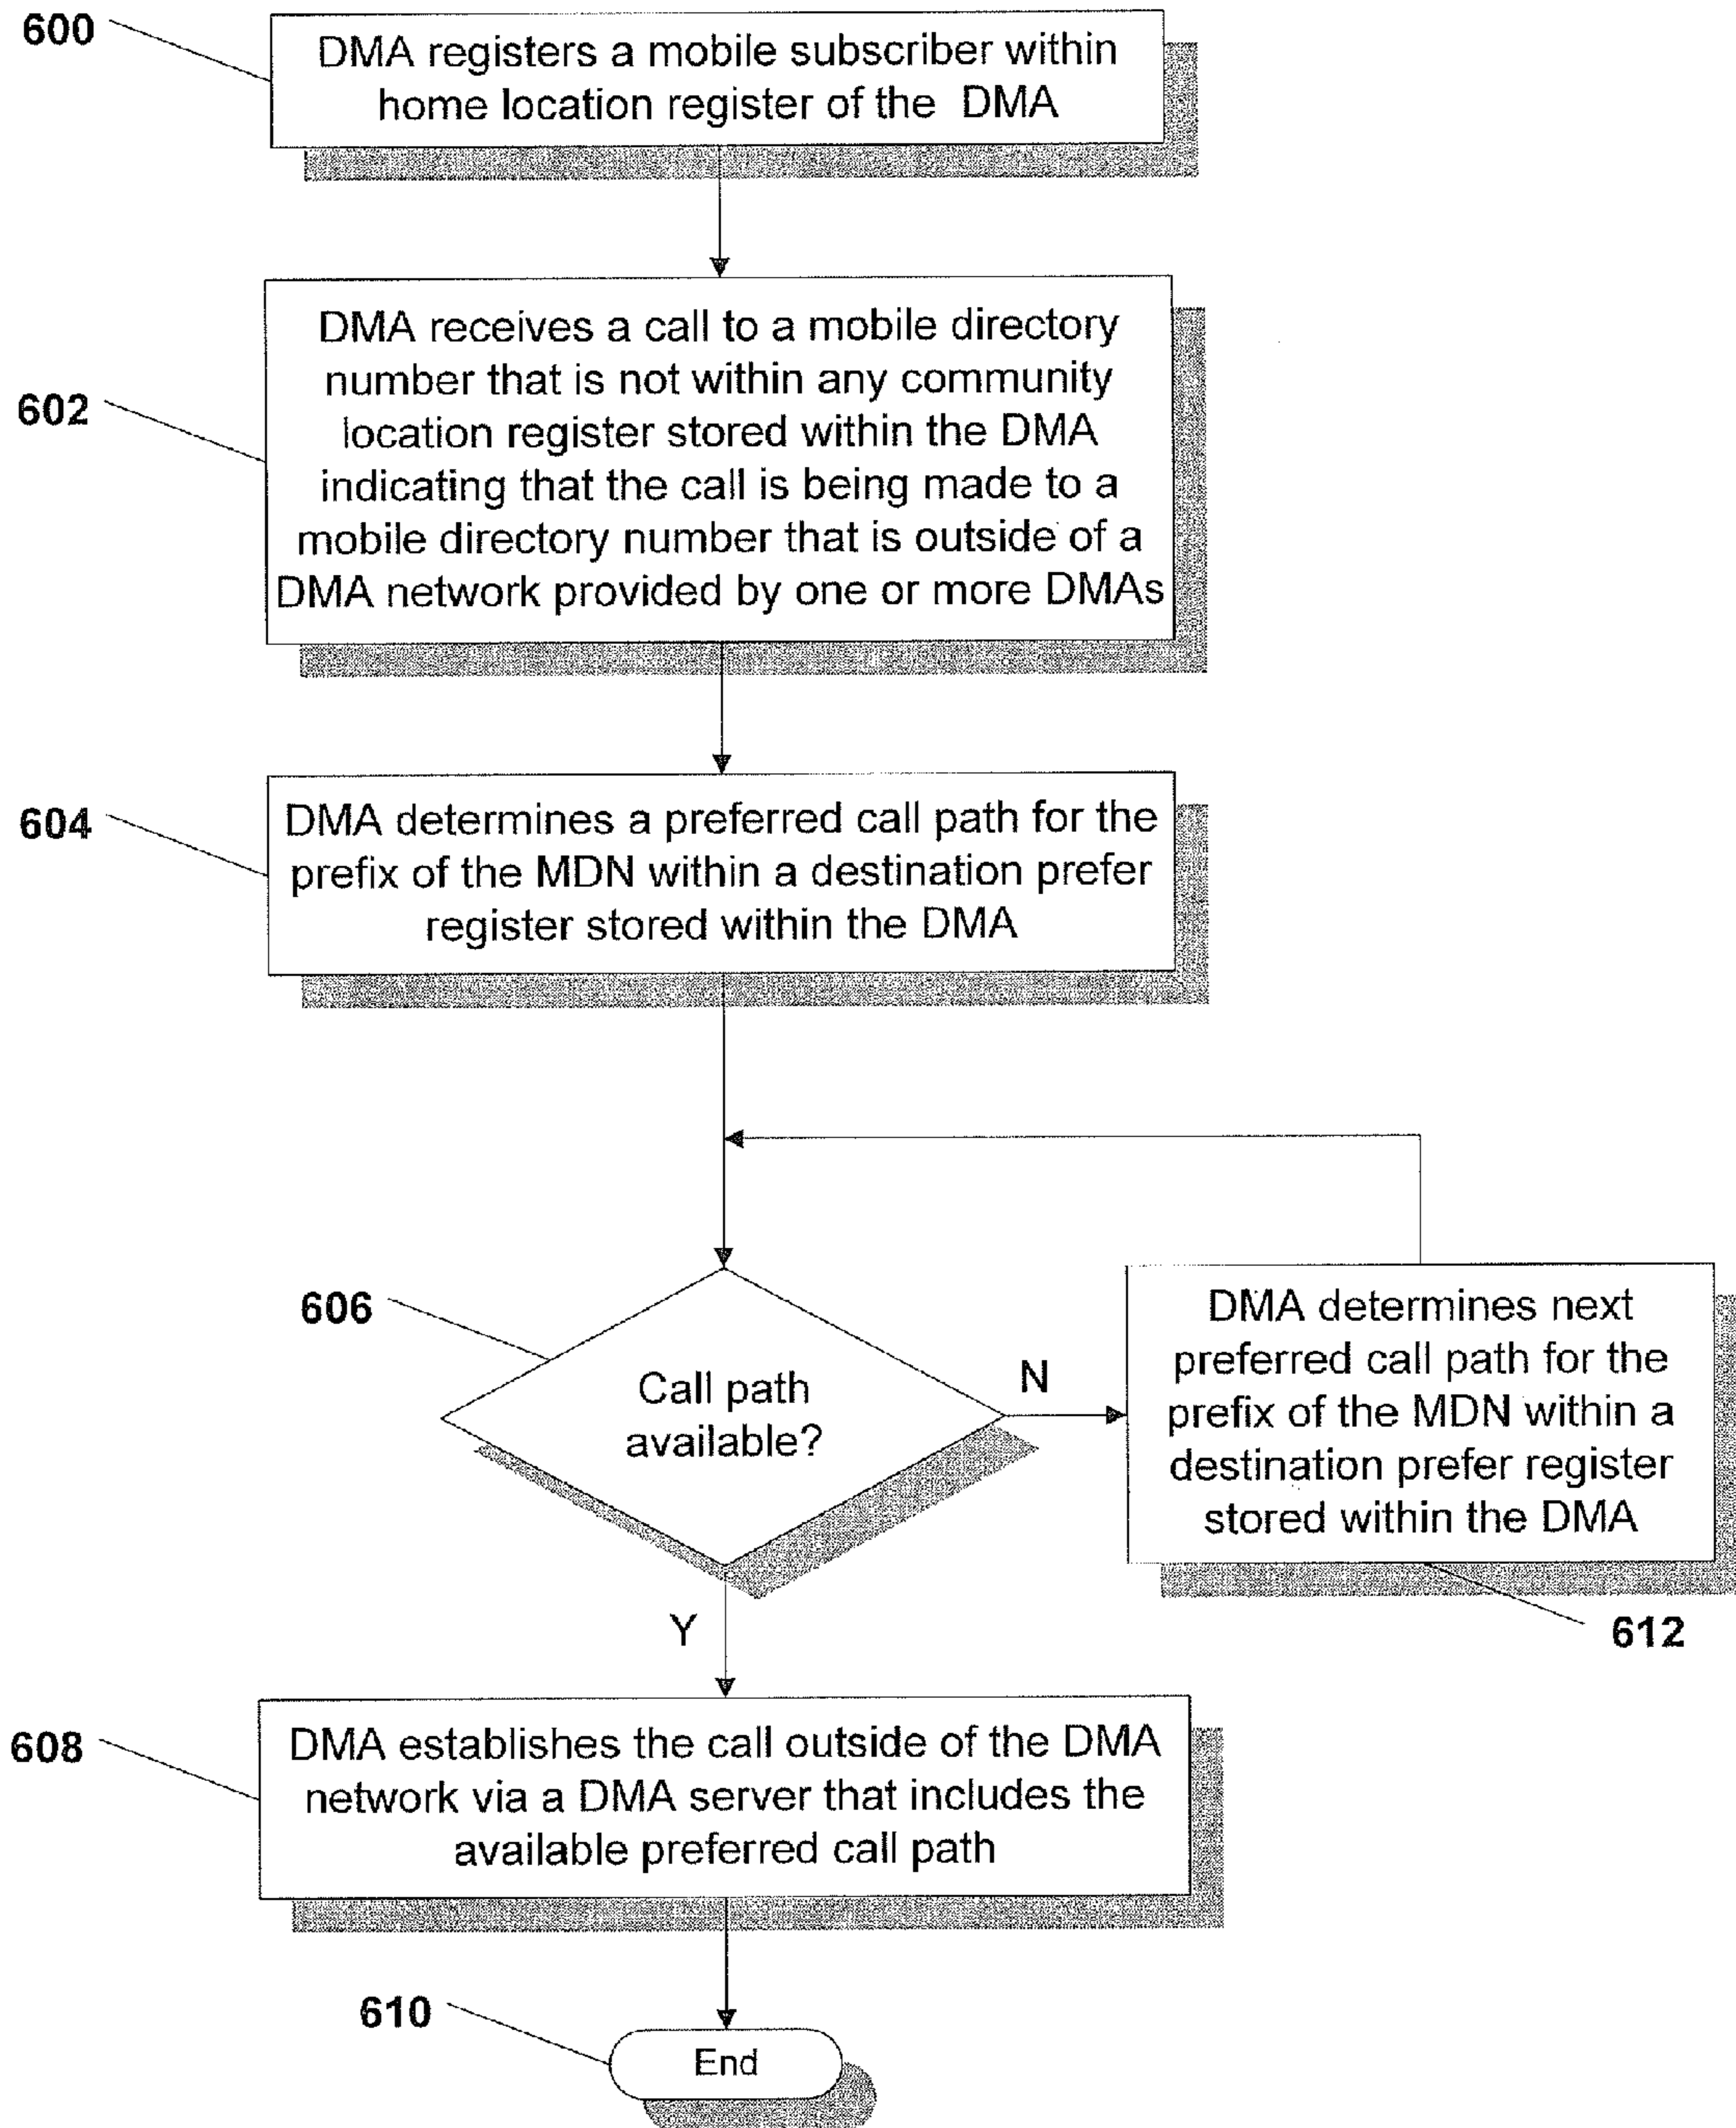 600
DMA registers a mobile subscriber within
home location register of the DMA
602
DMA receives a call to a mobile directory
number that is not within any community
location register stored within the DMA
indicating that the call is being made to a
mobile directory number that is outside of a
DMA network provided by one or more DMAs
604
DMA determines a preferred call path for the
prefix of the MDN within a destination prefer
register stored within the DMA
606
Call path
available?
N
DMA determines next
preferred call path for the
prefix of the MDN within a
destination prefer register
stored within the DMA
612
Y
608
DMA establishes the call outside of the DMA
network via a DMA server that includes the
available preferred call path
610
End